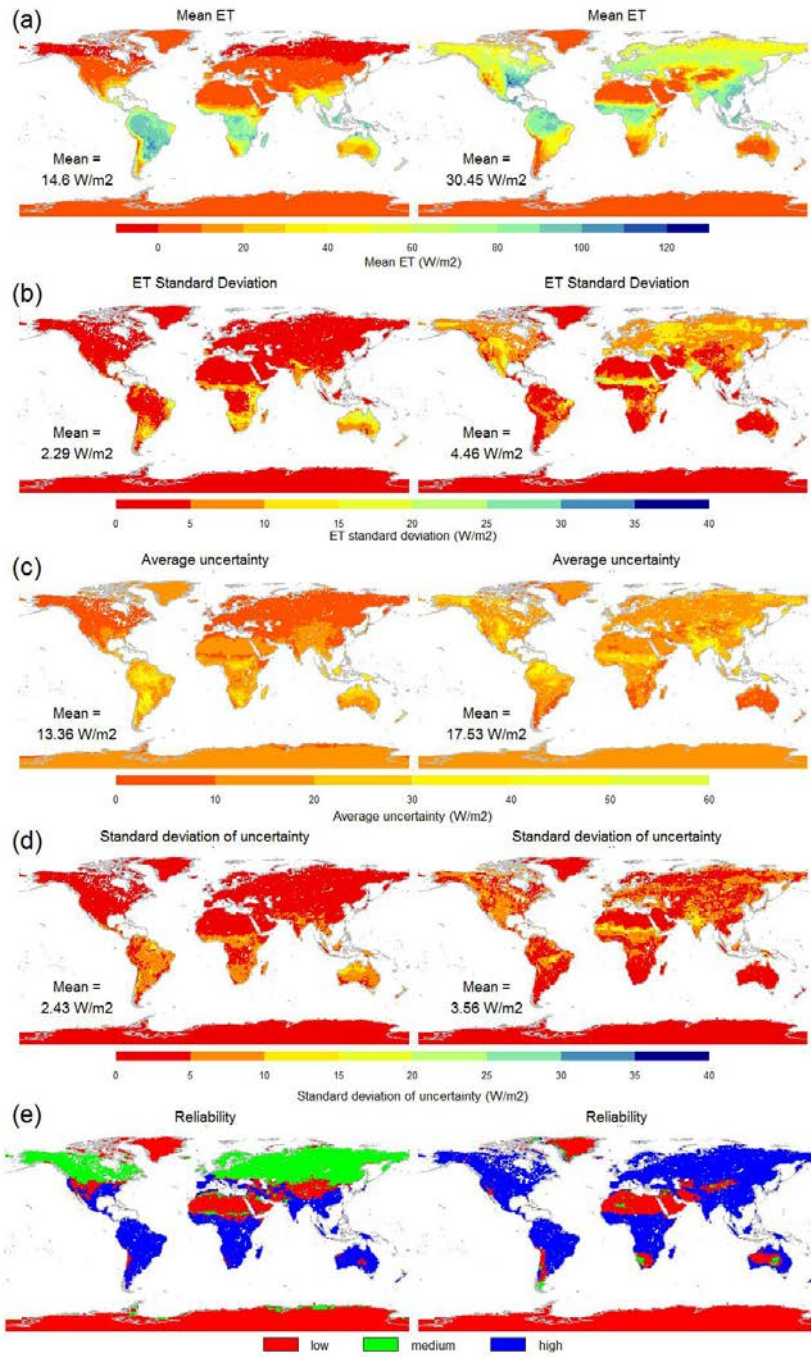 (a)
Mean ET
Mean ET
Mean =
14.6 W/m2
Mean =
30.45 W/m2
0 20 40 60 80 100 120
Mean ET (W/m2)
(b)
ET Standard Deviation
ET Standard Deviation
Mean =
2.29 W/m2
Mean =
4.46 W/m2
0 5 10 15 20 25 30 35 40
ET standard deviation (W/m2)
(c)
Average uncertainty
Average uncertainty
Mean =
13.36 W/m2
Mean =
17.53 W/m2
0 10 20 30 40 50 60
Average uncertainty (W/m2)
(d)
Standard deviation of uncertainty
Standard deviation of uncertainty
Mean =
2.43 W/m2
Mean =
3.56 W/m2
0 5 10 15 20 25 30 35 40
Standard deviation of uncertainty (W/m2)
(e)
Reliability
Reliability
low medium high